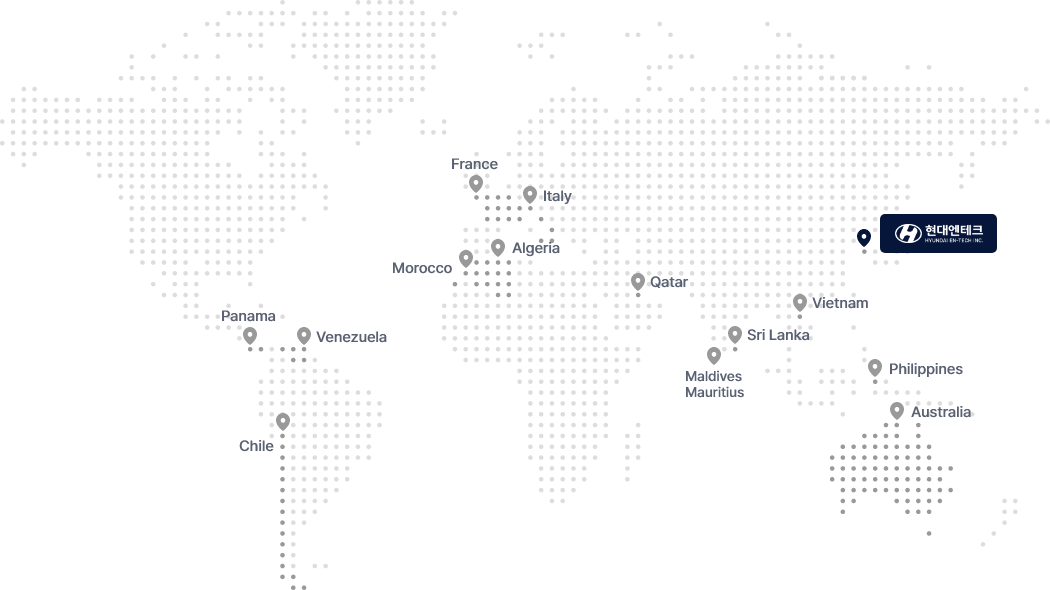 France
Italy
현대엔테크
HYUNDAI EN-TECH INC.
Algeria
Morocco
Qatar
Vietnam
Panama
Venezuela
Sri Lanka
Maldives
Mauritius
Philippines
Australia
Chile